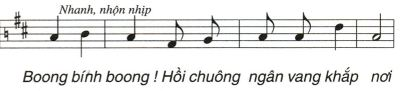 Nhanh, nhộn nhịp
Boong bính boong ! Hồi chuông ngân vang khắp nơi